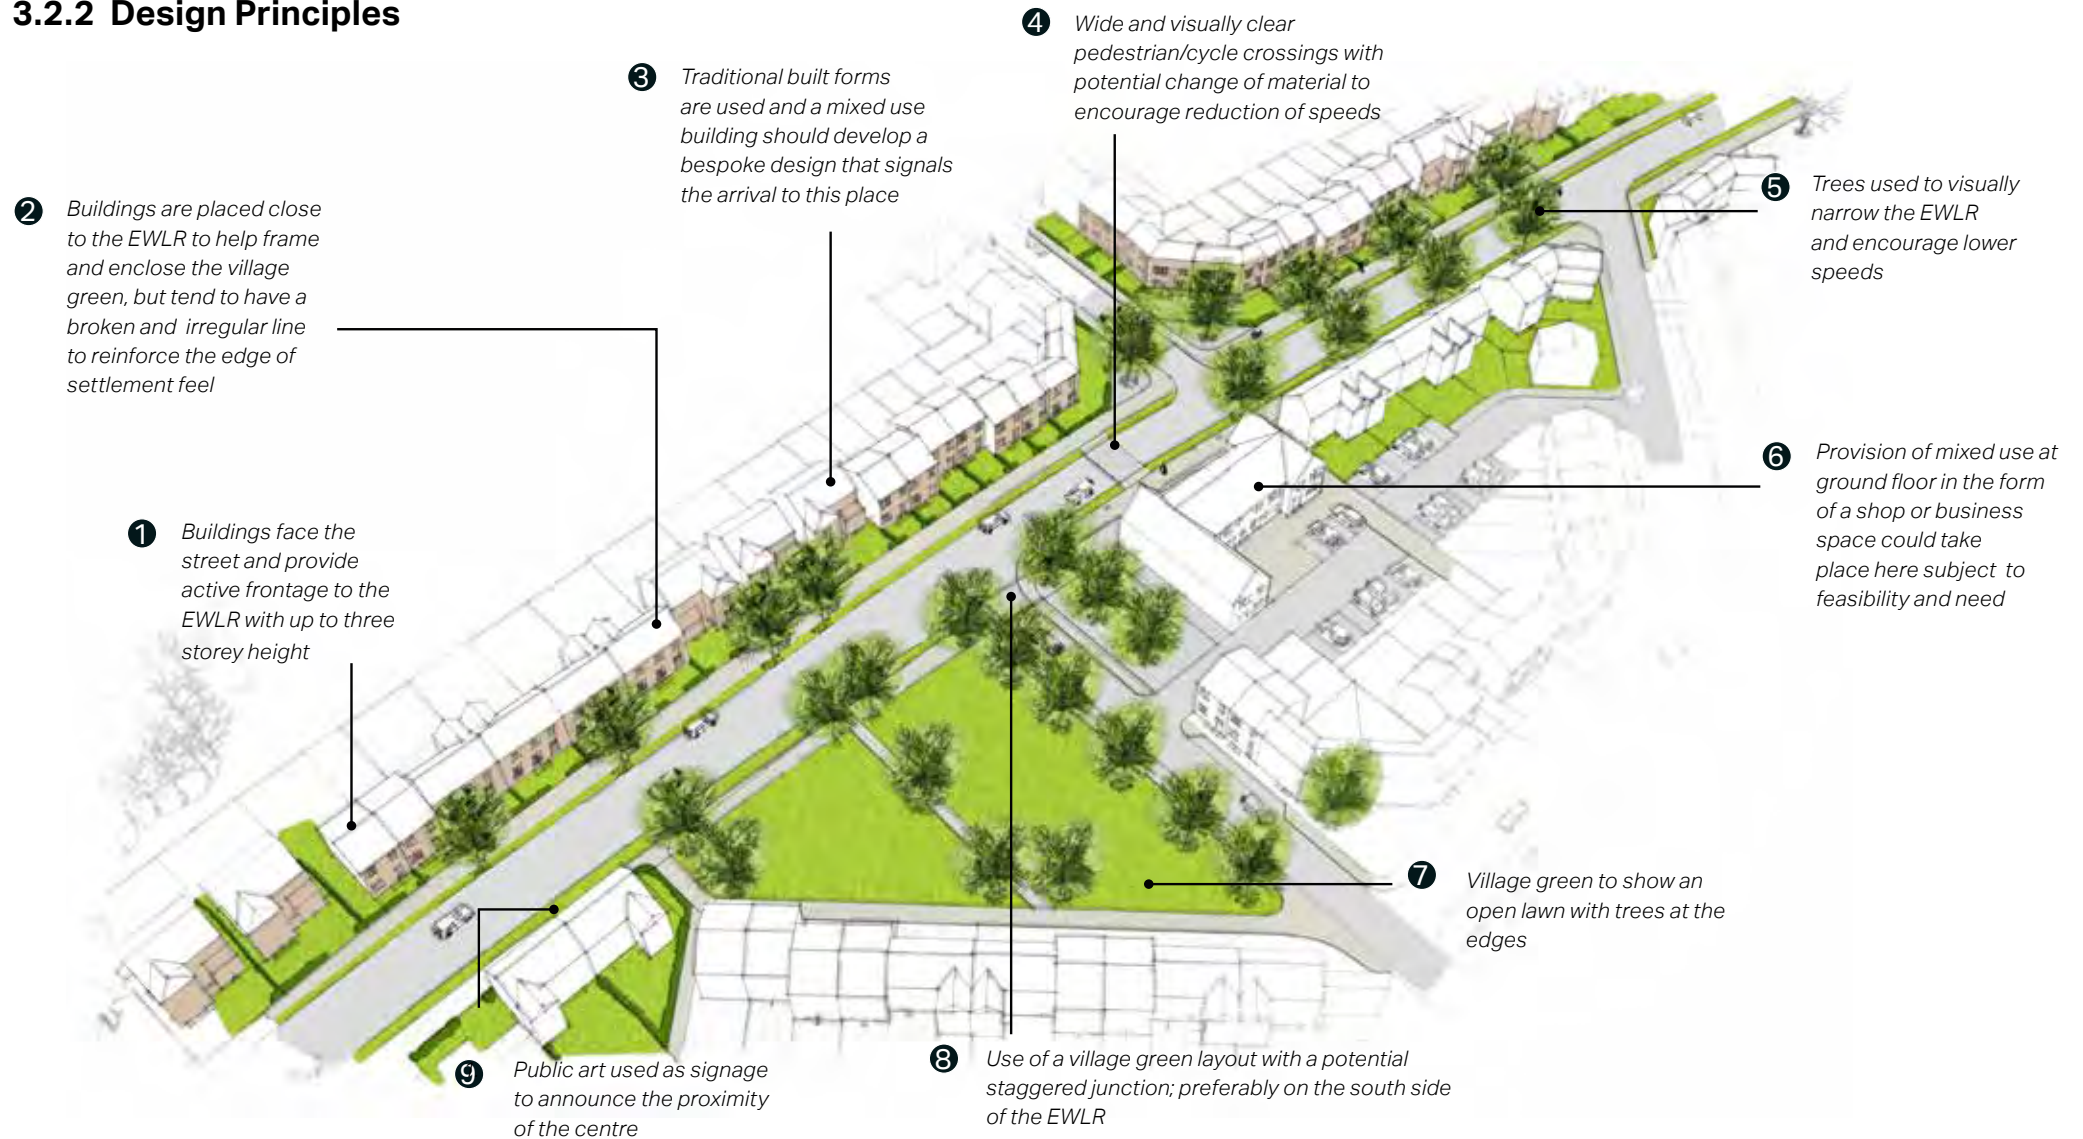 3.2.2 Design Principles
4
Wide and visually clear
pedestrian/cycle crossings with
potential change of material to
encourage reduction of speeds
3
Traditional built forms
are used and a mixed use
building should develop a
bespoke design that signals
the arrival to this place
5
Trees used to visually
narrow the EWLR
and encourage lower
speeds
2
Buildings are placed close
to the EWLR to help frame
and enclose the village
green, but tend to have a
broken and irregular line
to reinforce the edge of
settlement feel
6
Provision of mixed use at
ground floor in the form
of a shop or business
space could take
place here subject to
feasibility and need
1
Buildings face the
street and provide
active frontage to the
EWLR with up to three
storey height
7
Village green to show an
open lawn with trees at the
edges
8
Use of a village green layout with a potential
staggered junction; preferably on the south side
of the EWLR
9
Public art used as signage
to announce the proximity
of the centre